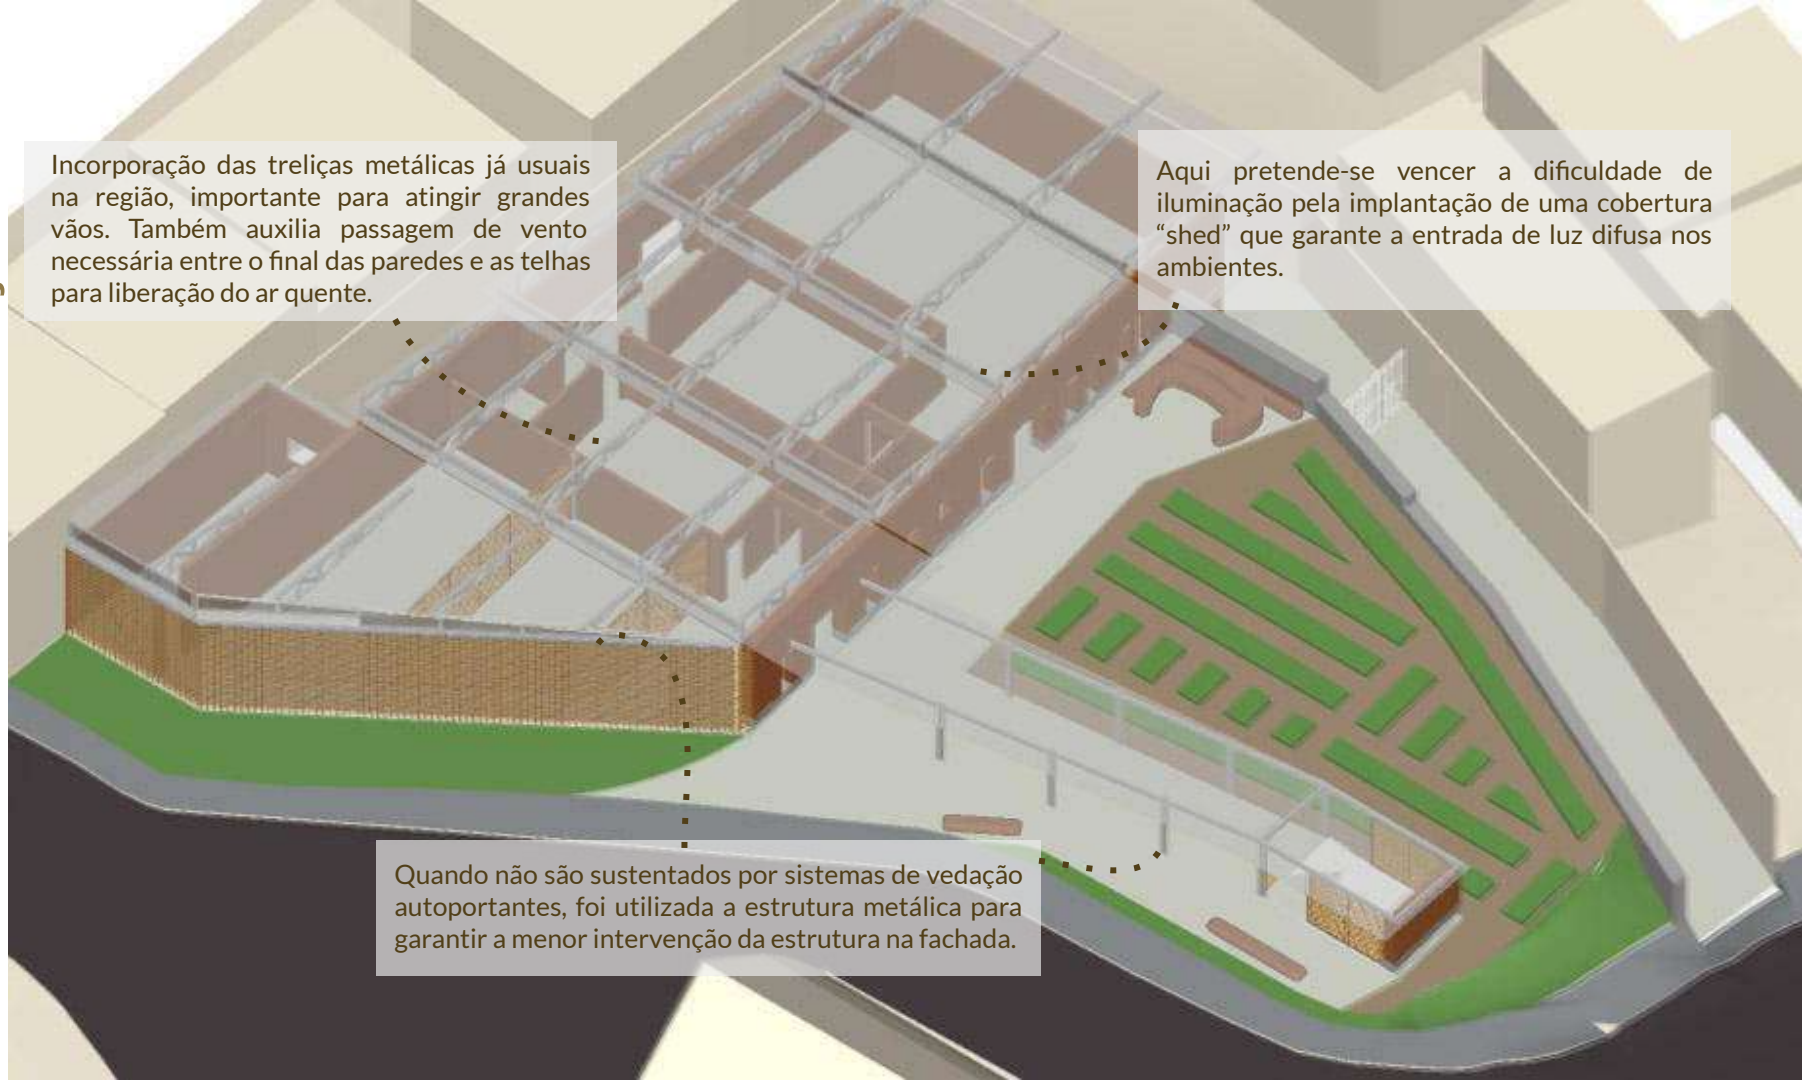 Incorporação das treliças metálicas já usuais
na região, importante para atingir grandes
vãos. Também auxilia passagem de vento
necessária entre o final das paredes e as telhas
para liberação do ar quente.
Aqui pretende-se vencer a dificuldade de
iluminação pela implantação de uma cobertura
“shed” que garante a entrada de luz difusa nos
ambientes.
Quando não são sustentados por sistemas de vedação
autoportantes, foi utilizada a estrutura metálica para
garantir a menor intervenção da estrutura na fachada.